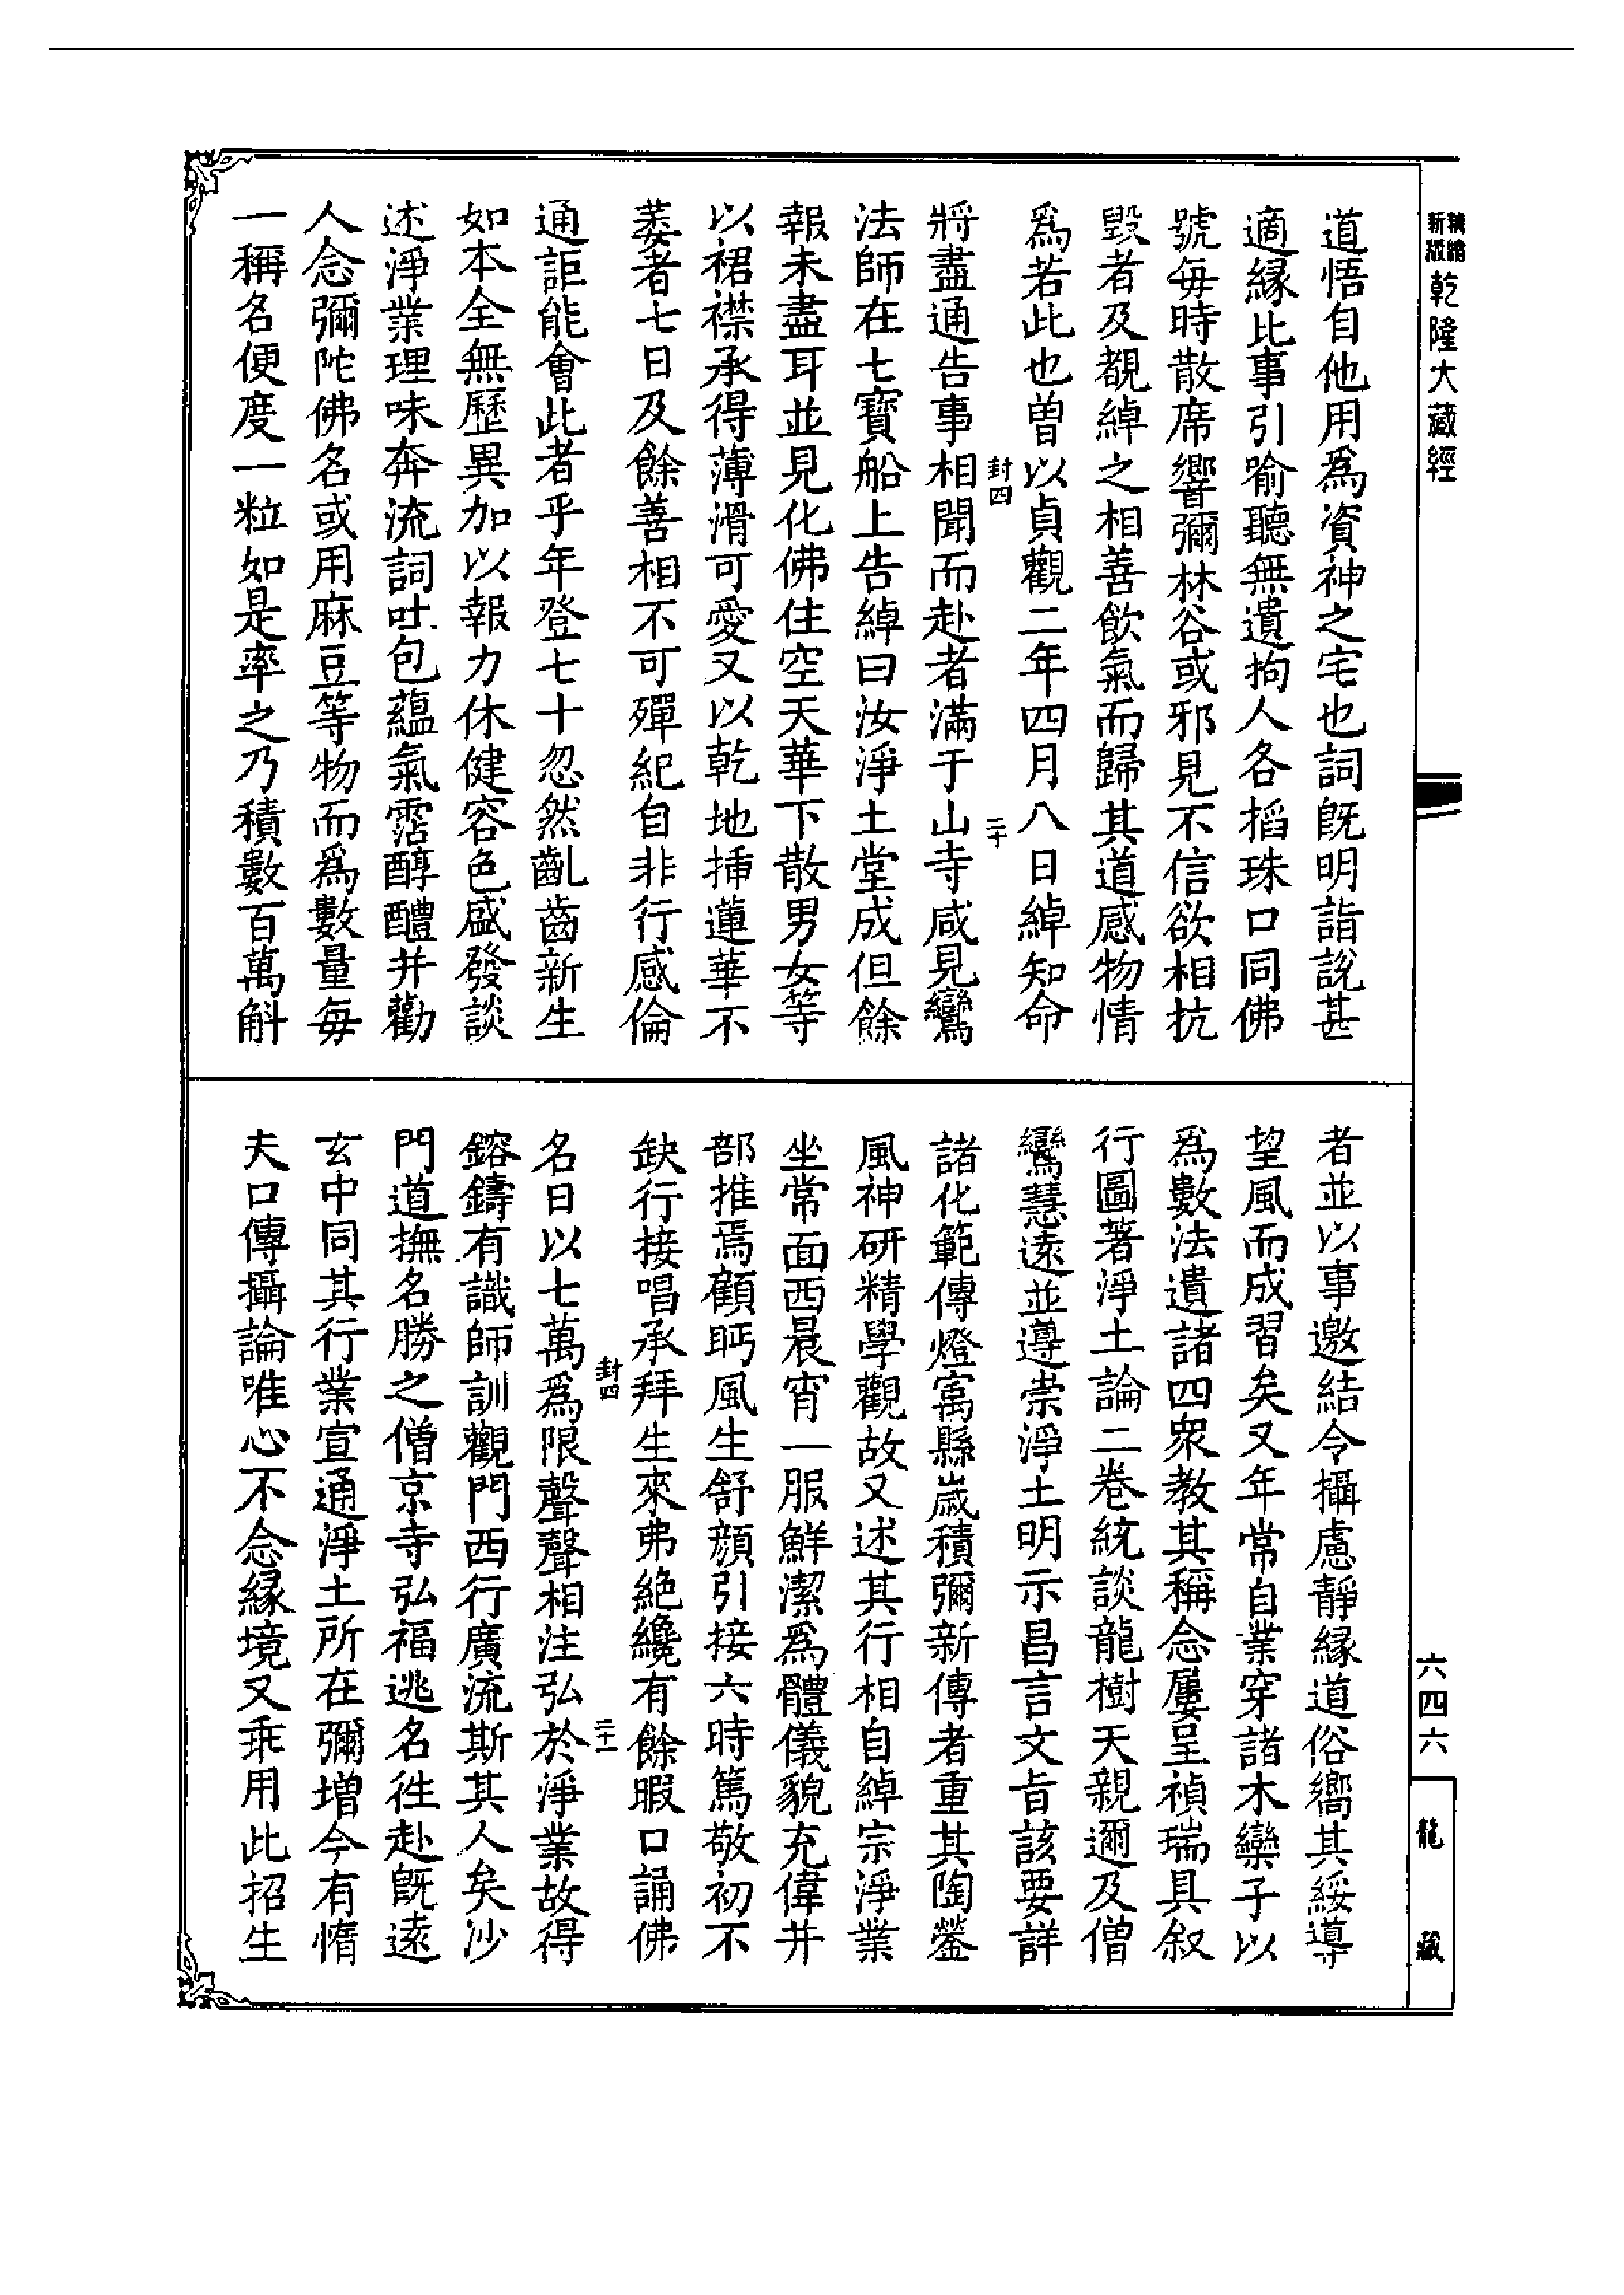 新版
精縮
乾隆大藏經
道悟自他用爲資神之宅也詞旣明詣說甚
適緣比事引喻聽無遺拘人各搯珠口同佛
號每時散席響彌林谷或邪見不信欲相抗
毀者及覩綽之相善飲氣而歸其道感物情
爲若此也曾以貞觀二年四月八日綽知命
封四
二十
將盡通告事相聞而赴者滿于山寺咸見鸞
法師在七寶船上告綽曰汝淨土堂成但餘
報未盡耳並見化佛住空天華下散男女等
以裙襟承得薄滑可愛又以乾地揷蓮華不
萎者七日及餘善相不可殫紀自非行感倫
通詎能會此者乎年登七十忽然齓齒新生
如本全無歷異加以報力休健容色盛發談
述淨業理味奔流詞吐包蘊氣霑醇醴并勸
人念彌陀佛名或用麻豆等物而爲數量每
一稱名便度一粒如是率之乃積數百萬斛
者並以事邀結令攝慮靜緣道俗嚮其綏導
望風而成習矣又年常自業穿諸木欒子以
爲數法遺諸四衆教其稱念屢呈禎瑞具叙
行圖著淨土論二卷統談龍樹天親邇及僧
鸞慧遠並遵崇淨土明示昌言文旨該要詳
諸化範傳燈寓縣歲積彌新傳者重其陶鎣
風神研精學觀故又述其行相自綽宗淨業
坐常面西晨宵一服鮮潔爲體儀貌充偉并
部推焉顧眄風生舒顏引接六時篤敬初不
缺行接唱承拜生來弗絶纔有餘暇口誦佛
封四
二十一
名日以七萬爲限聲聲相注弘於淨業故得
鎔鑄有識師訓觀門西行廣流斯其人矣沙
門道撫名勝之僧京寺弘福逃名往赴旣遠
玄中同其行業宣通淨土所在彌增今有惰
夫口傳攝論唯心不念緣境又乖用此招生
六四六
龍藏